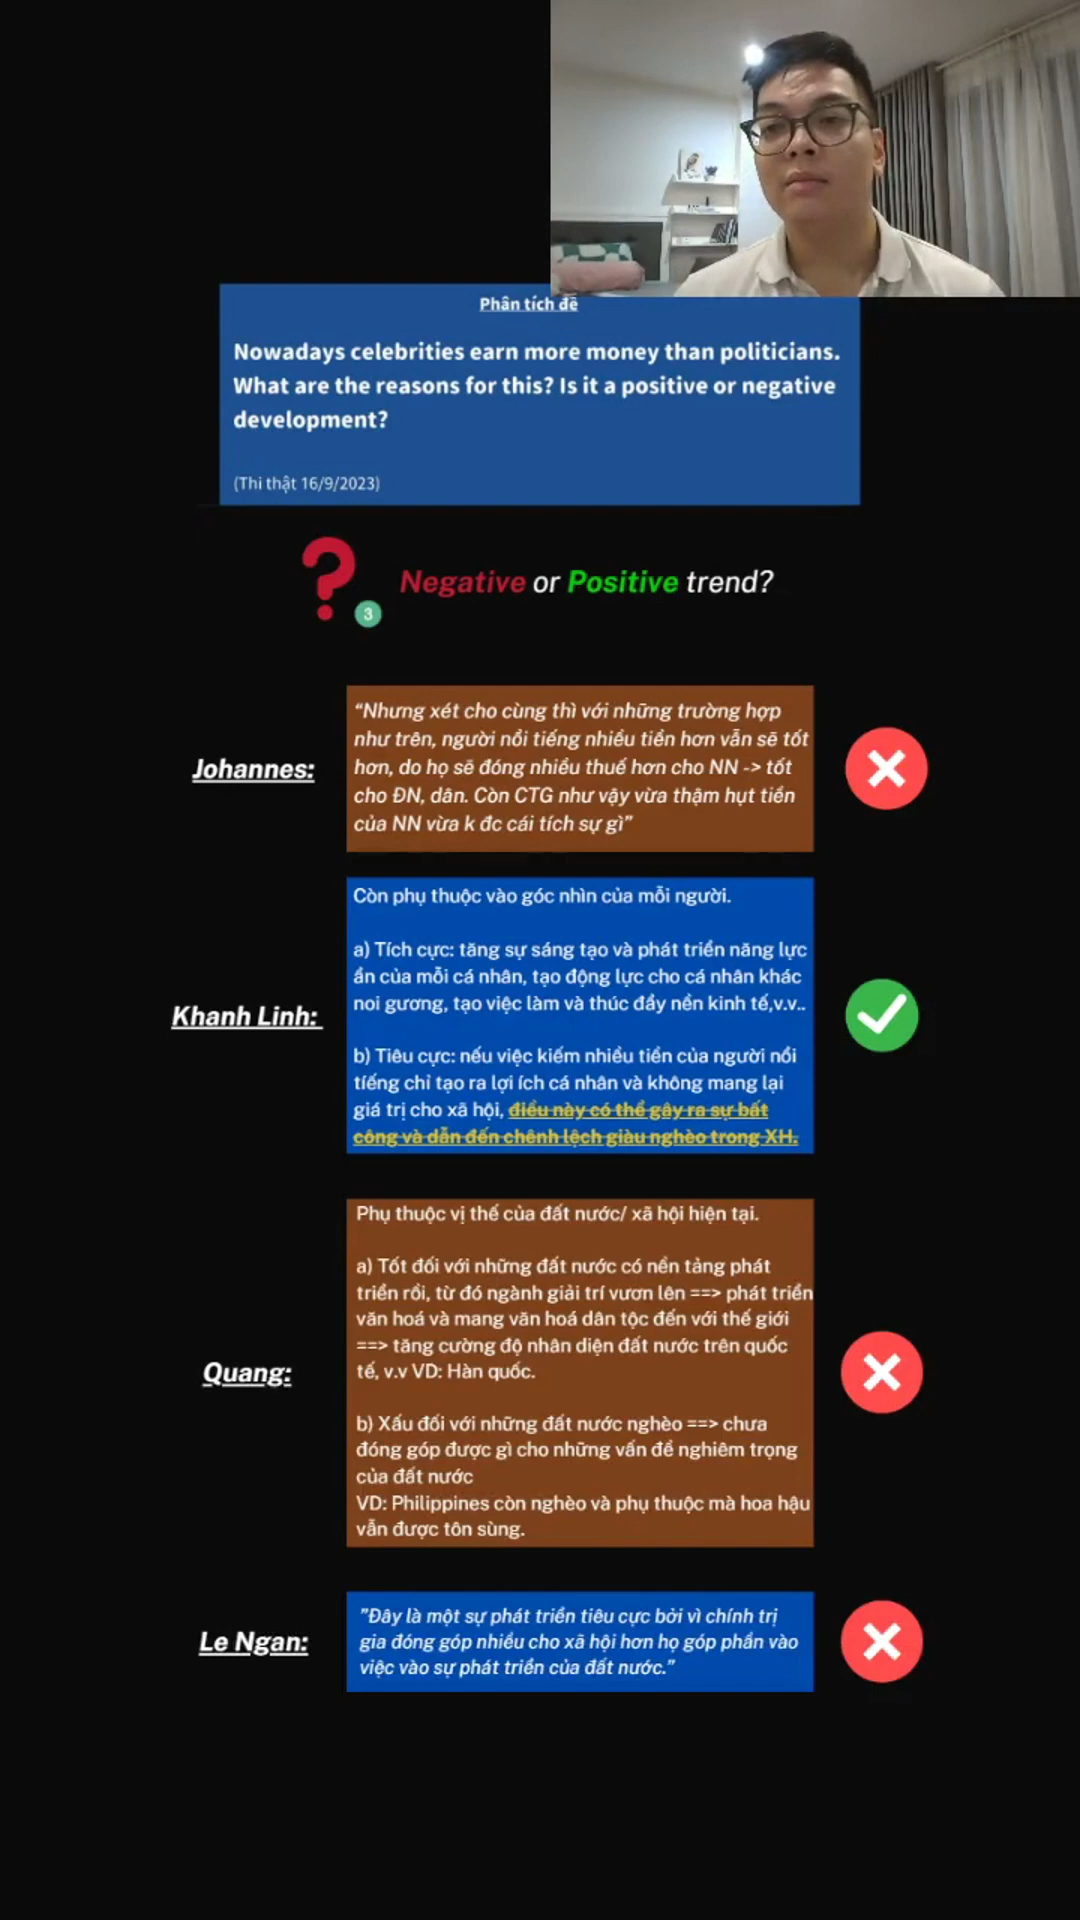 Phân tích đề
Nowadays celebrities earn more money than politicians.
What are the reasons for this? Is it a positive or negative
development?
(Thi thật 16/9/2023)
?
3
Negative or Positive trend?
Johannes:
“Nhưng xét cho cùng thì với những trường hợp
như trên, người nổi tiếng nhiều tiền hơn vẫn sẽ tốt
hơn, do họ sẽ đóng nhiều thuế hơn cho NN -> tốt
cho ĐN, dân. Còn CTG như vậy vừa thậm hụt tiền
của NN vừa k đc cái tích sự gì”
Khanh Linh:
Còn phụ thuộc vào góc nhìn của mỗi người.
a) Tích cực: tăng sự sáng tạo và phát triển năng lực
ẩn của mỗi cá nhân, tạo động lực cho cá nhân khác
noi gương, tạo việc làm và thúc đẩy nền kinh tế,v.v..
b) Tiêu cực: nếu việc kiếm nhiều tiền của người nổi
tiếng chỉ tạo ra lợi ích cá nhân và không mang lại
giá trị cho xã hội, điều này có thể gây ra sự bất
công và dẫn đến chênh lệch giàu nghèo trong XH.
Quang:
Phụ thuộc vị thế của đất nước/ xã hội hiện tại.
a) Tốt đối với những đất nước có nền tảng phát
triển rồi, từ đó ngành giải trí vươn lên ==> phát triển
văn hoá và mang văn hoá dân tộc đến với thế giới
==> tăng cường độ nhân diện đất nước trên quốc
tế, v.v VD: Hàn quốc.
b) Xấu đối với những đất nước nghèo ==> chưa
đóng góp được gì cho những vấn đề nghiêm trọng
của đất nước
VD: Philippines còn nghèo và phụ thuộc mà hoa hậu
vẫn được tôn sùng.
Le Ngan:
”Đây là một sự phát triển tiêu cực bởi vì chính trị
gia đóng góp nhiều cho xã hội hơn họ góp phần vào
việc vào sự phát triển của đất nước.”